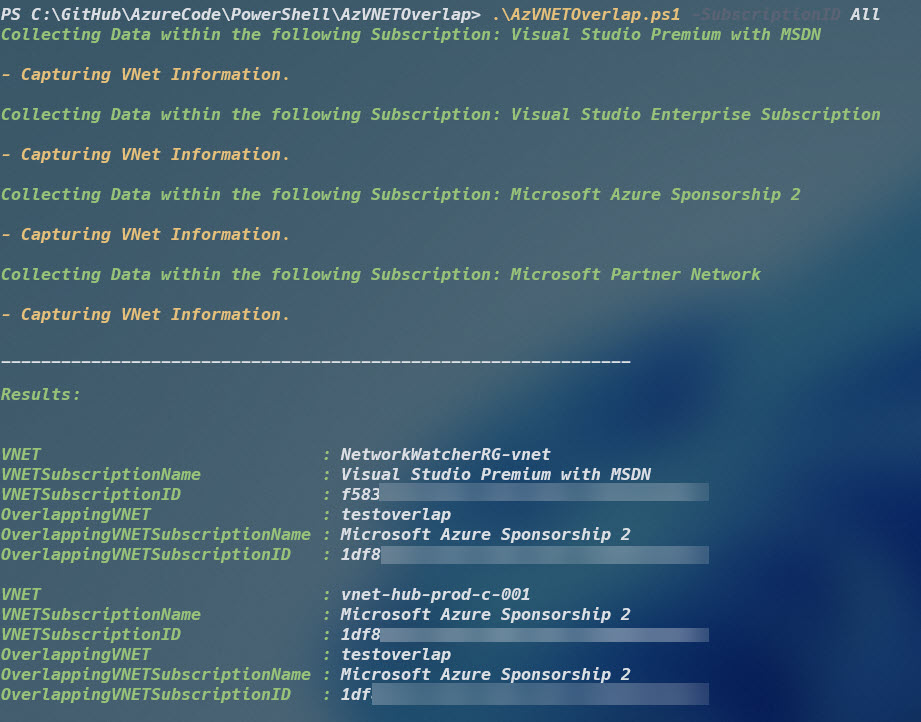 PS C:\GitHub\AzureCode\PowerShell\AzVNETOverlap> .\AzVNETOverlap.ps1 -SubscriptionID All
Collecting Data within the following Subscription: Visual Studio Premium with MSDN
- Capturing VNet Information.
Collecting Data within the following Subscription: Visual Studio Enterprise Subscription
- Capturing VNet Information.
Collecting Data within the following Subscription: Microsoft Azure Sponsorship 2
- Capturing VNet Information.
Collecting Data within the following Subscription: Microsoft Partner Network
- Capturing VNet Information.
_______________________________________________________________
Results:
VNET : NetworkWatcherRG-vnet
VNETSubscriptionName : Visual Studio Premium with MSDN
VNETSubscriptionID : f583
OverlappingVNET : testoverlap
OverlappingVNETSubscriptionName : Microsoft Azure Sponsorship 2
OverlappingVNETSubscriptionID : 1df8
VNET : vnet-hub-prod-c-001
VNETSubscriptionName : Microsoft Azure Sponsorship 2
VNETSubscriptionID : 1df8
OverlappingVNET : testoverlap
OverlappingVNETSubscriptionName : Microsoft Azure Sponsorship 2
OverlappingVNETSubscriptionID : 1df